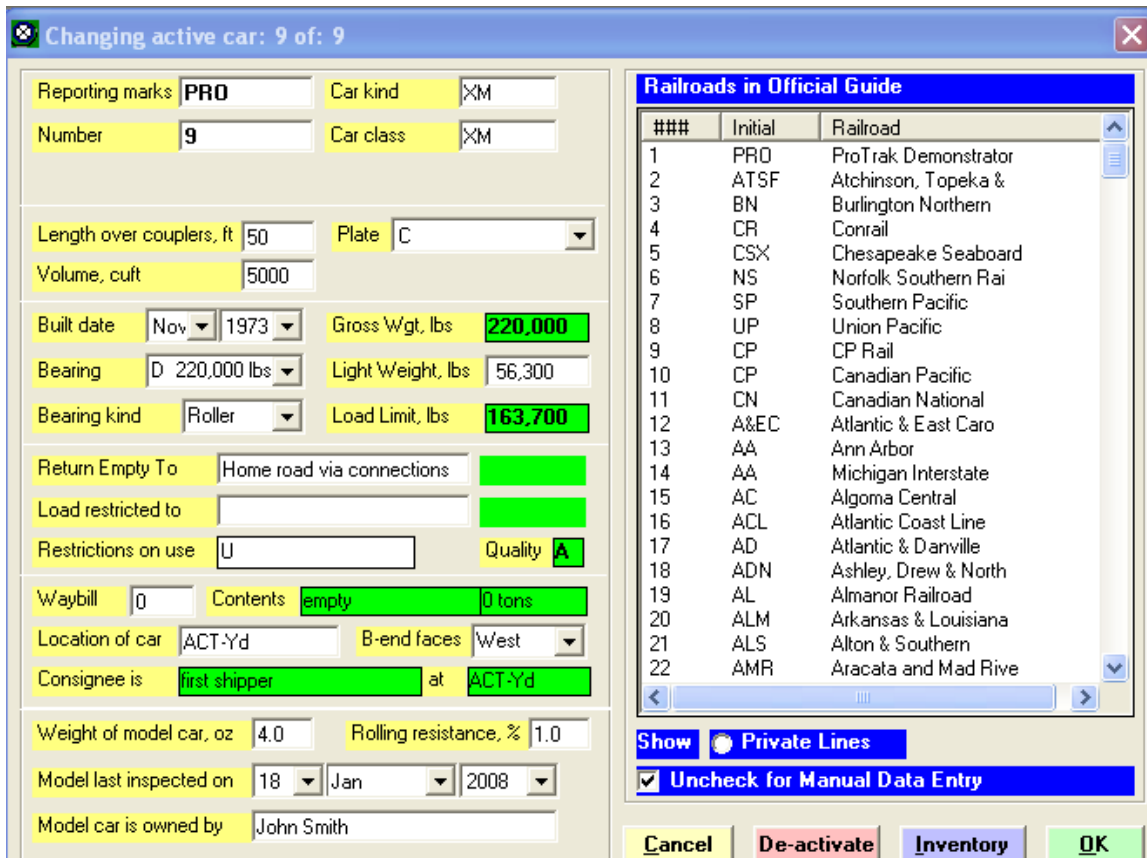 Changing active car: 9 of: 9
Reporting marks PRO Car kind XM
Number 9 Car class XM
Length over couplers, ft 50 Plate C
Volume, cuft 5000
Built date Nov 1973 Gross Wgt, lbs 220,000
Bearing D 220,000 lbs Light Weight, lbs 56,300
Bearing kind Roller Load Limit, lbs 163,700
Return Empty To Home road via connections
Load restricted to
Restrictions on use U Quality A
Waybill 0 Contents empty 0 tons
Location of car ACT-Yd B-end faces West
Consignee is first shipper at ACT-Yd
Weight of model car, oz 4.0 Rolling resistance, % 1.0
Model last inspected on 18 Jan 2008
Model car is owned by John Smith
Railroads in Official Guide
### Initial Railroad
1 PRO ProTrak Demonstrator
2 ATSF Atchinson, Topeka &
3 BN Burlington Northern
4 CR Conrail
5 CSX Chesapeake Seaboard
6 NS Norfolk Southern Rai
7 SP Southern Pacific
8 UP Union Pacific
9 CP CP Rail
10 CP Canadian Pacific
11 CN Canadian National
12 A&EC Atlantic & East Caro
13 AA Ann Arbor
14 AA Michigan Interstate
15 AC Algoma Central
16 ACL Atlantic Coast Line
17 AD Atlantic & Danville
18 ADN Ashley, Drew & North
19 AL Almanor Railroad
20 ALM Arkansas & Louisiana
21 ALS Alton & Southern
22 AMR Aracata and Mad Rive
Show Private Lines
Uncheck for Manual Data Entry
Cancel De-activate Inventory OK